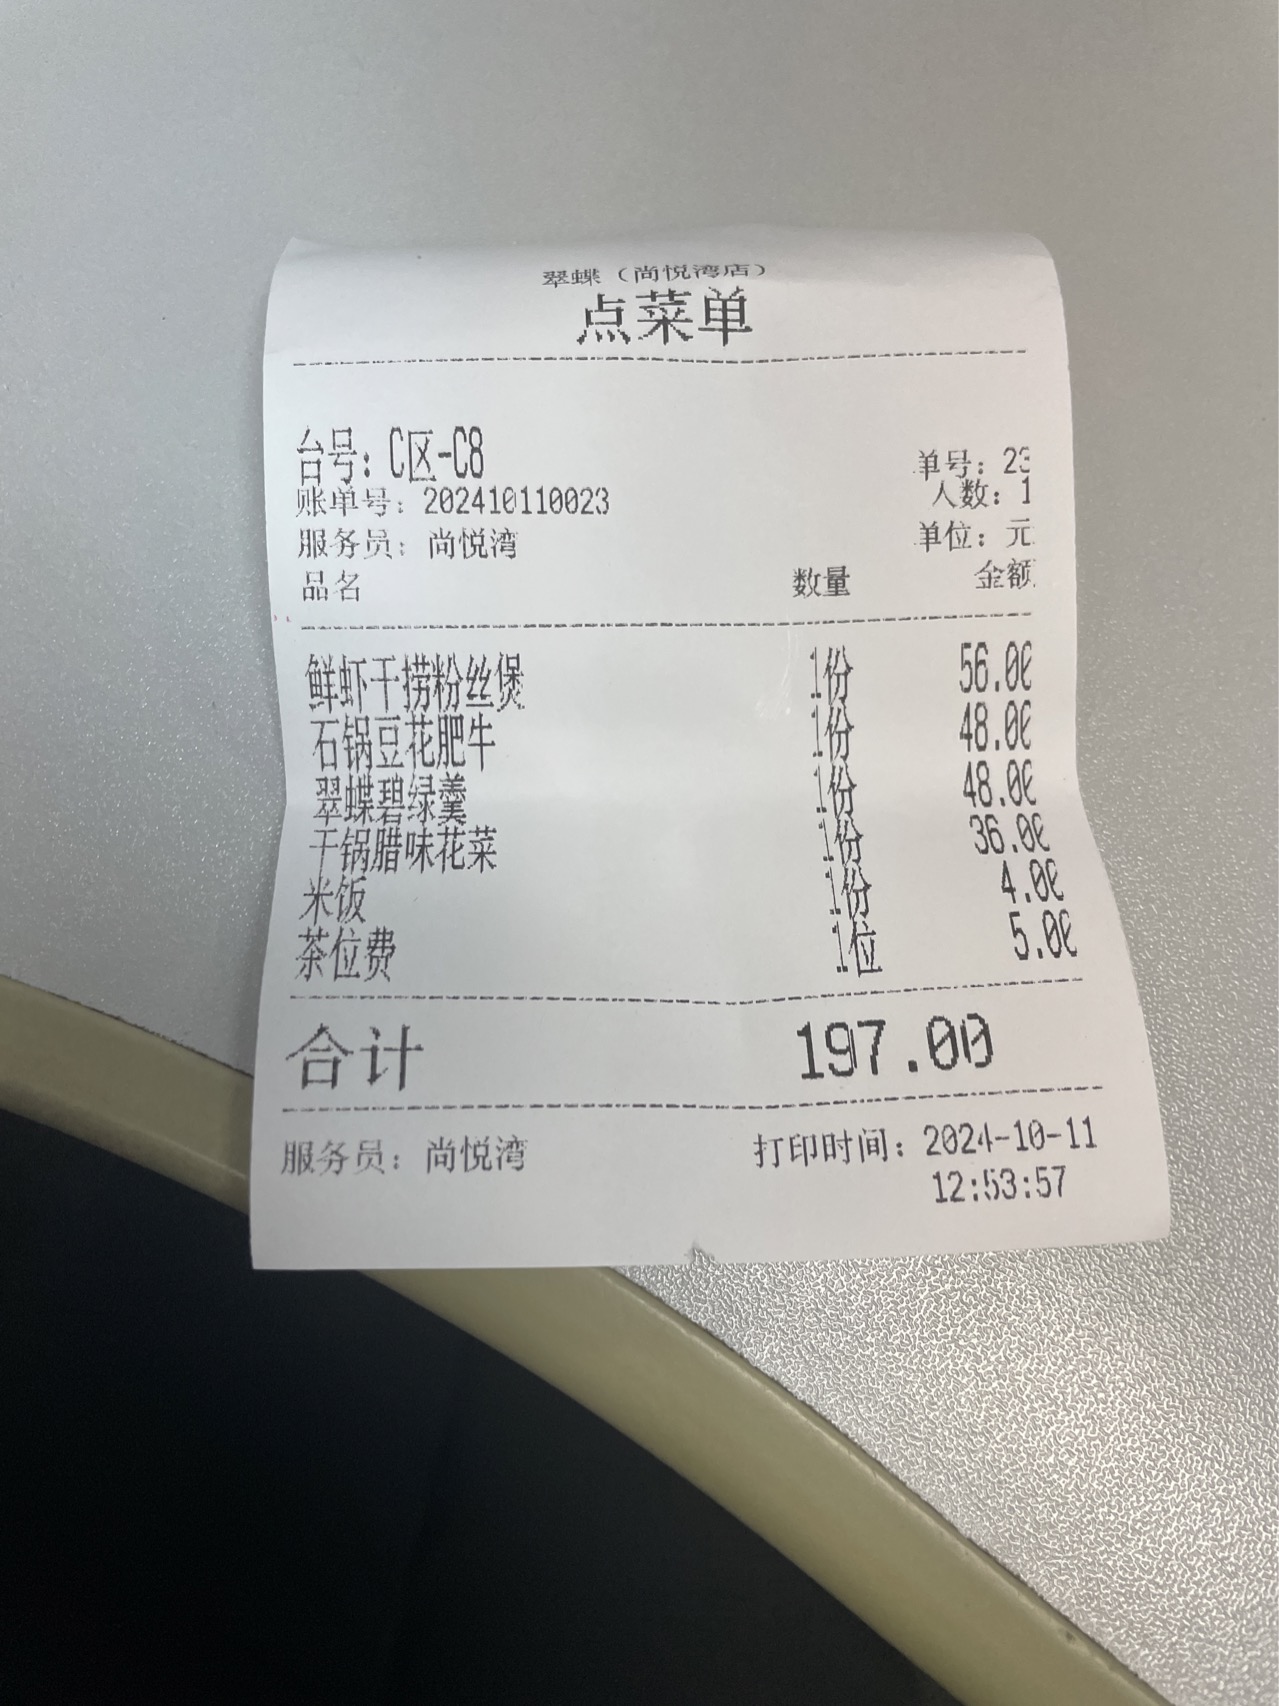 翠蝶（尚悦湾店）
点菜单
台号：C区-C8
单号：23
账单号：202410110023
人数：1
服务员：尚悦湾
单位：元
品名 数量 金额
鲜虾干捞粉丝煲 1份 56.00
石锅豆花肥牛 1份 48.00
翠蝶碧绿羹 1份 48.00
干锅腊味花菜 1份 36.00
米饭 1份 4.00
茶位费 1位 5.00
合计 197.00
服务员：尚悦湾 打印时间：2024-10-11
12:53:57